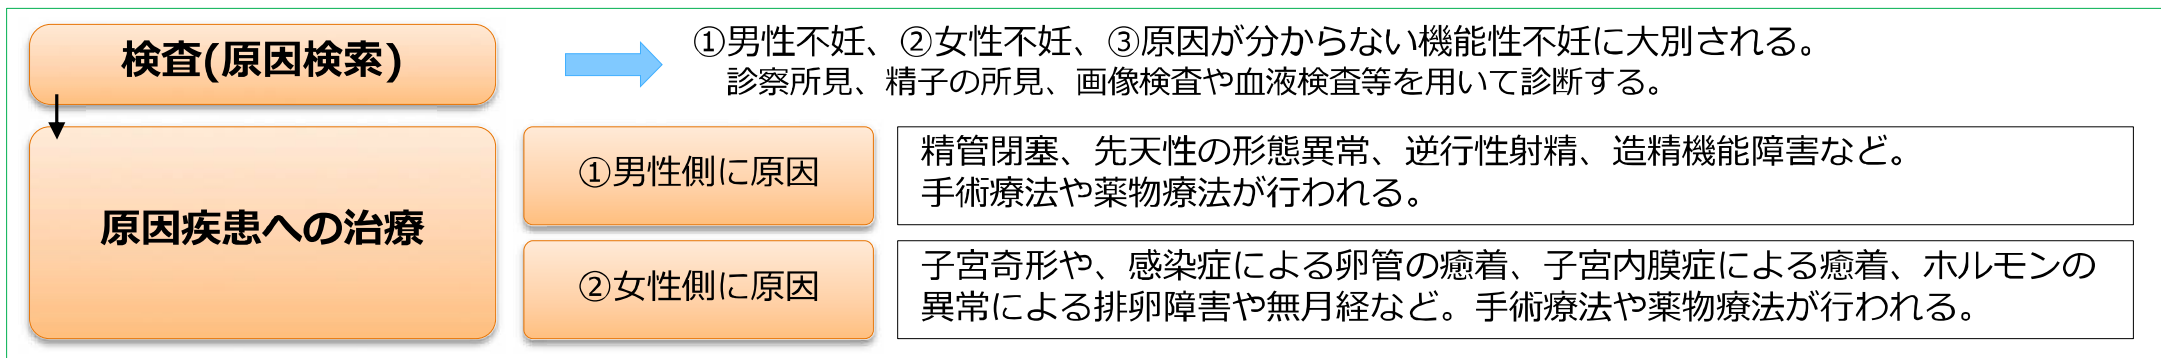 検査(原因検索)
①男性不妊、②女性不妊、③原因が分からない機能性不妊に大別される。
診察所見、精子の所見、画像検査や血液検査等を用いて診断する。
原因疾患への治療
①男性側に原因
精管閉塞、先天性の形態異常、逆行性射精、造精機能障害など。
手術療法や薬物療法が行われる。
②女性側に原因
子宮奇形や、感染症による卵管の癒着、子宮内膜症による癒着、ホルモンの
異常による排卵障害や無月経など。手術療法や薬物療法が行われる。